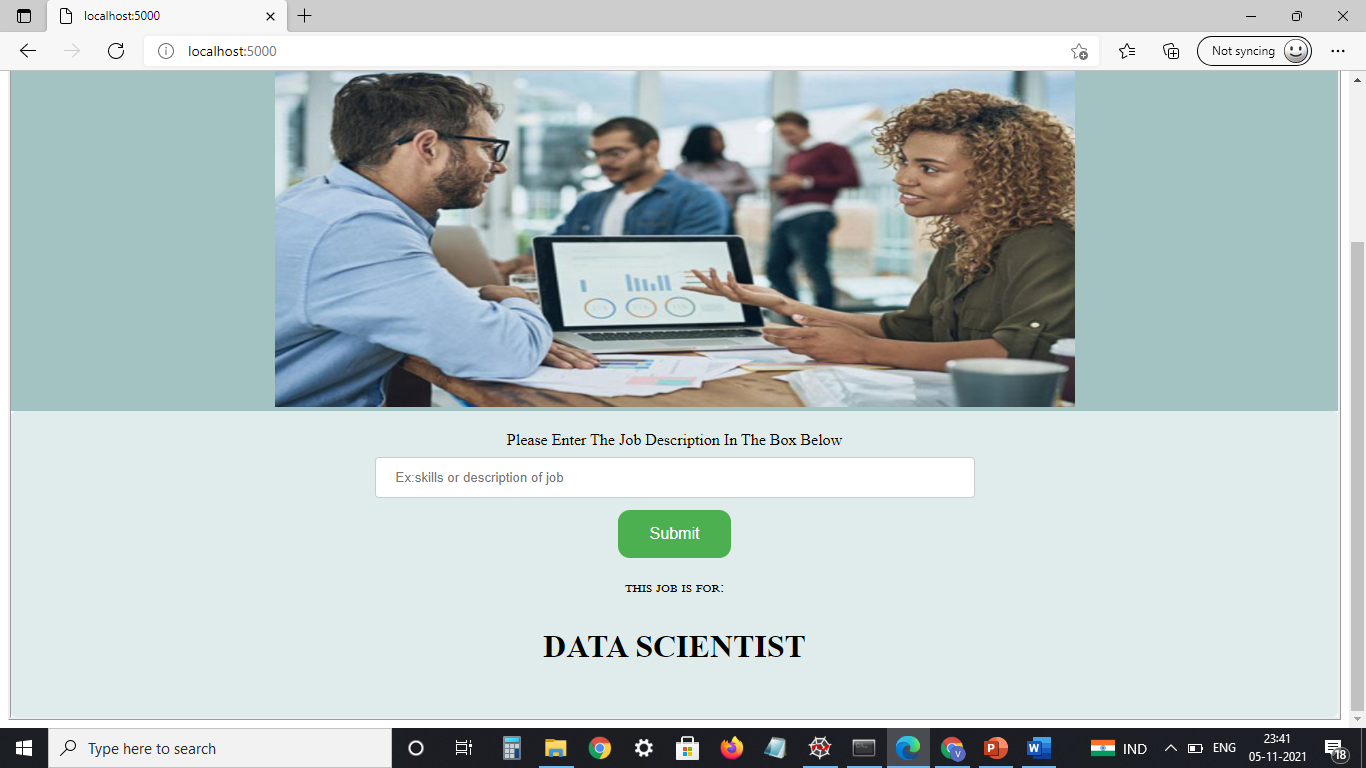 localhost:5000
localhost:5000
Not syncing
Please Enter The Job Description In The Box Below
Ex:skills or description of job
Submit
THIS JOB IS FOR:
DATA SCIENTIST
Type here to search
IND
ENG
23:41
05-11-2021
18